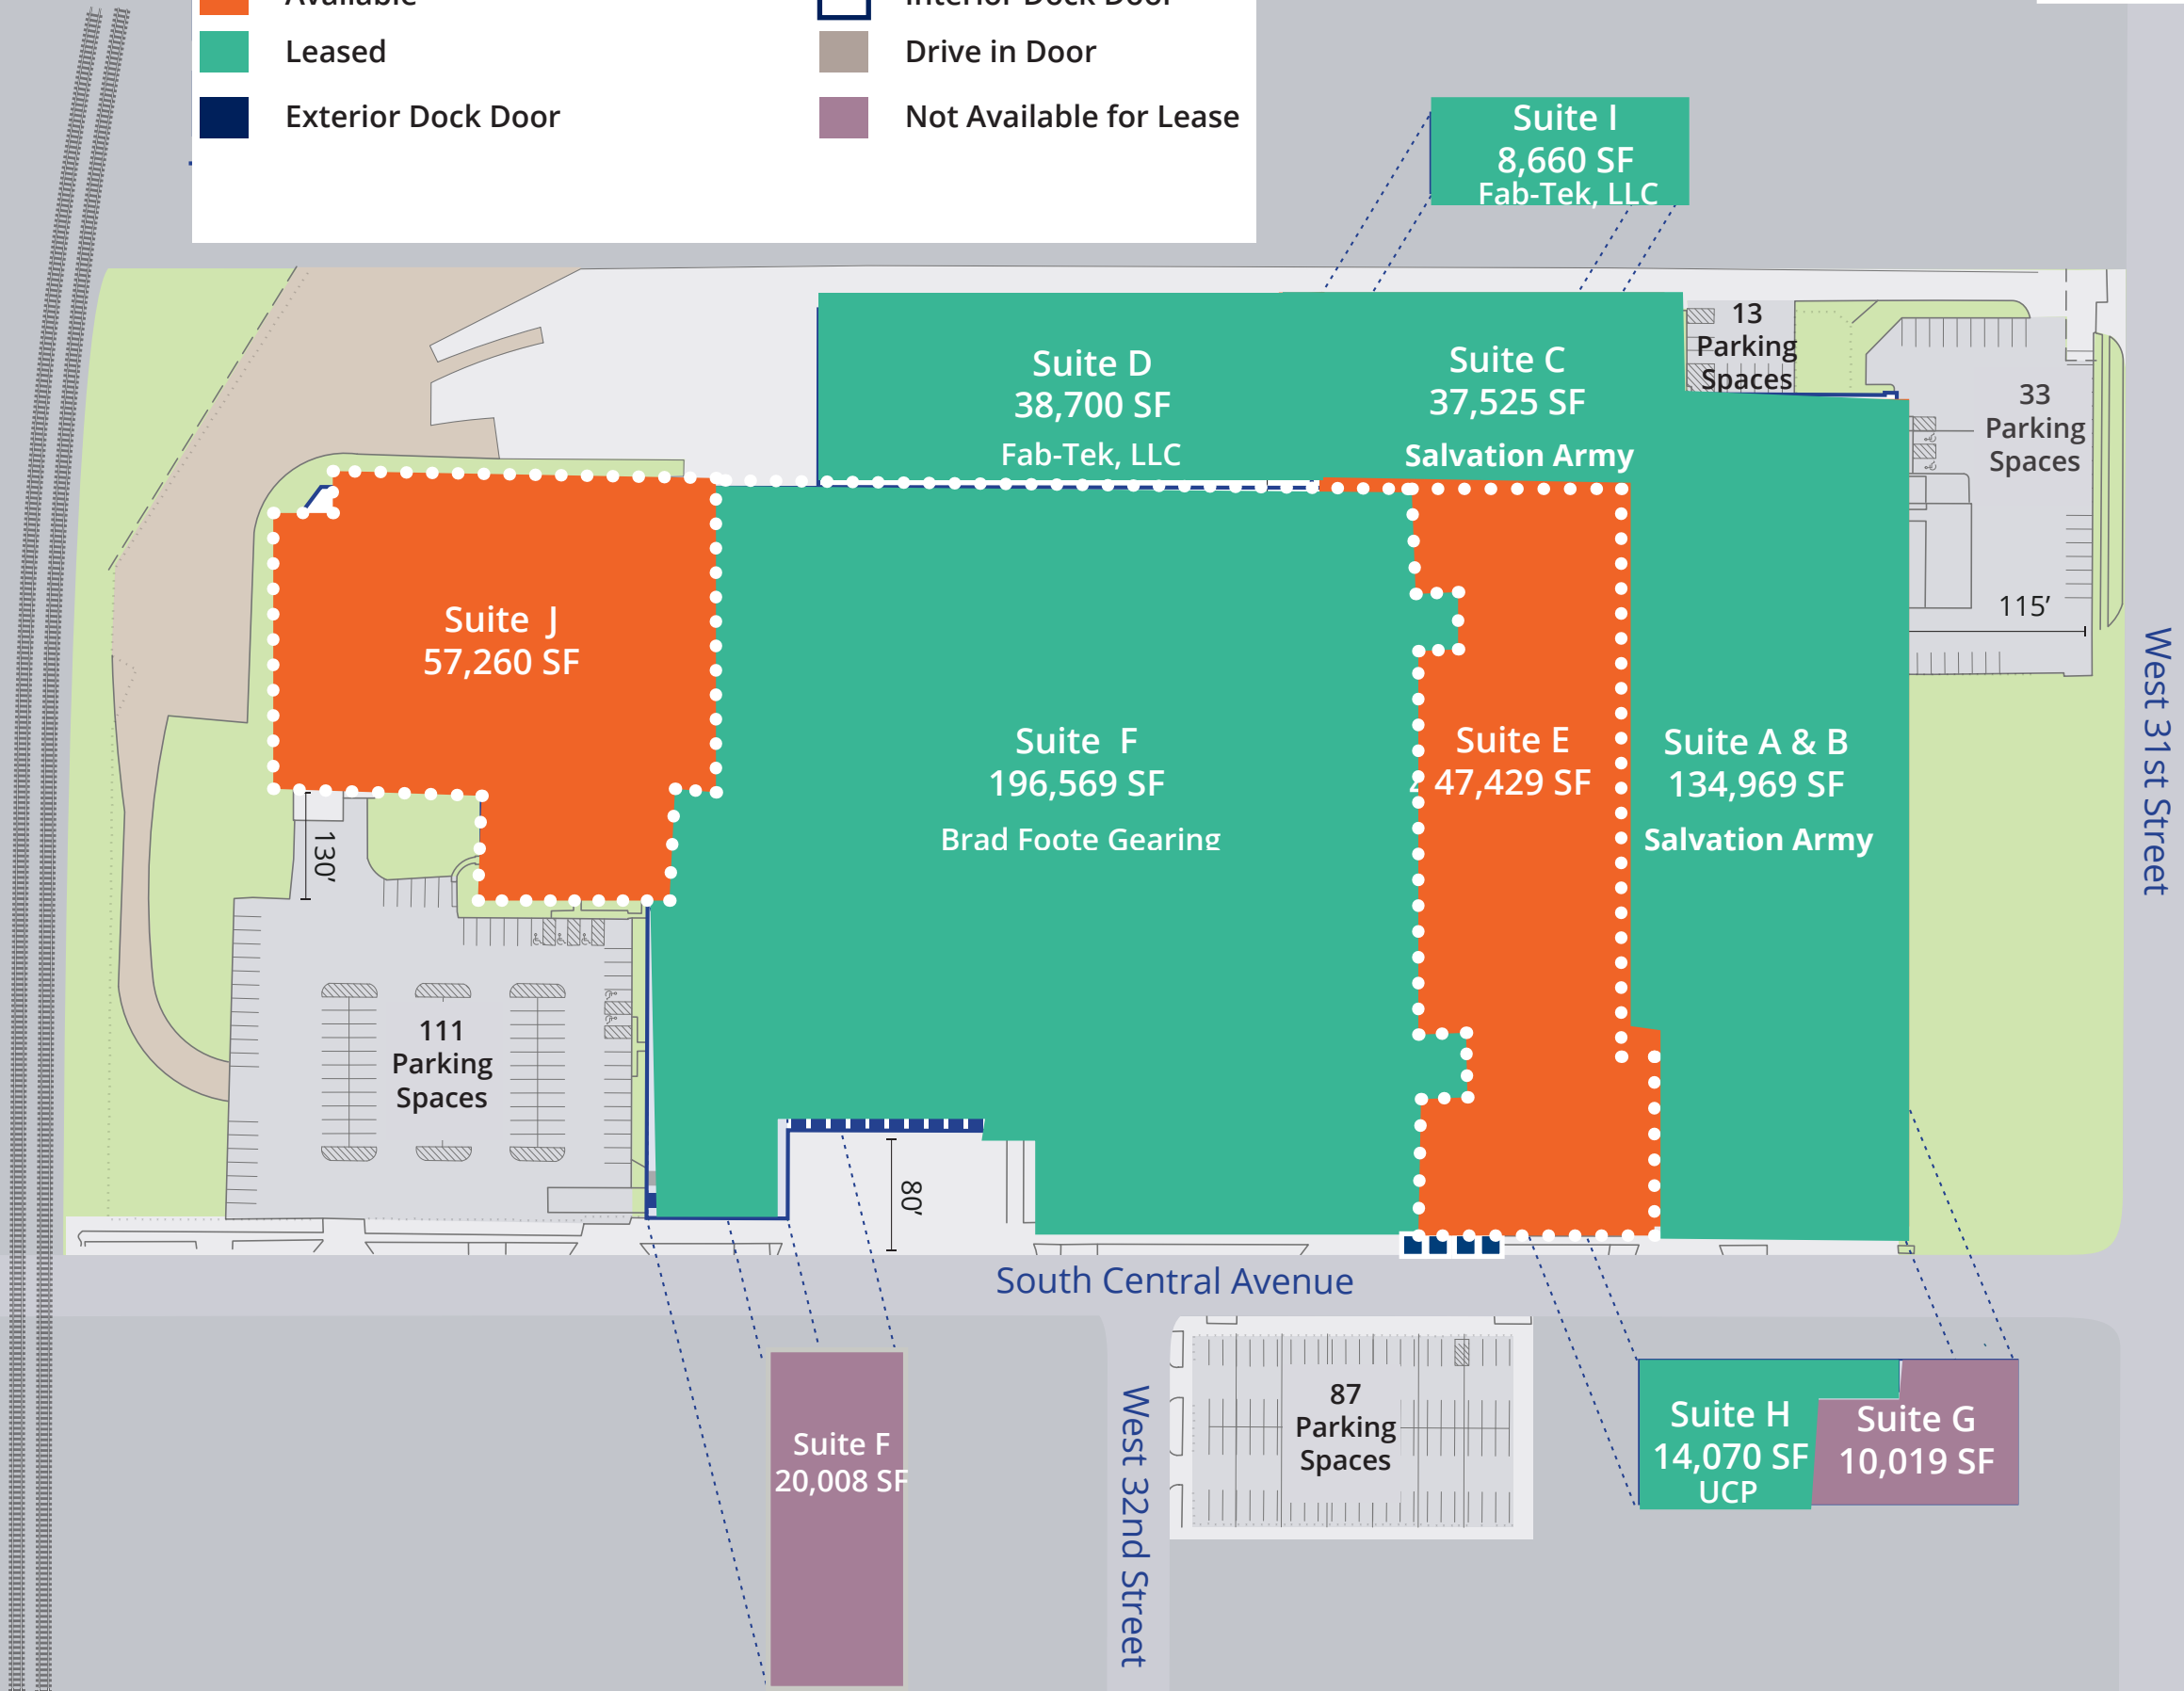 Available
Interior Dock Door
Leased
Drive in Door
Exterior Dock Door
Not Available for Lease
Suite I
8,660 SF
Fab-Tek, LLC
13
Parking
Spaces
Suite D
38,700 SF
Fab-Tek, LLC
Suite C
37,525 SF
Salvation Army
33
Parking
Spaces
115’
Suite J
57,260 SF
Suite F
196,569 SF
Brad Foote Gearing
Suite E
47,429 SF
Suite A & B
134,969 SF
Salvation Army
West 31st Street
130’
111
Parking
Spaces
80’
South Central Avenue
Suite F
20,008 SF
West 32nd Street
87
Parking
Spaces
Suite H
14,070 SF
UCP
Suite G
10,019 SF